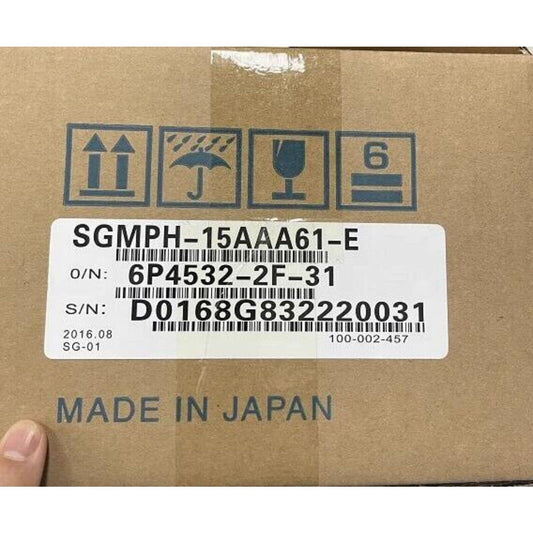 6
SGMPH-15AAA61-E
O/N: 6P4532-2F-31
S/N: D0168G832220031
2016.08 100-002-457
SG-01
MADE IN JAPAN